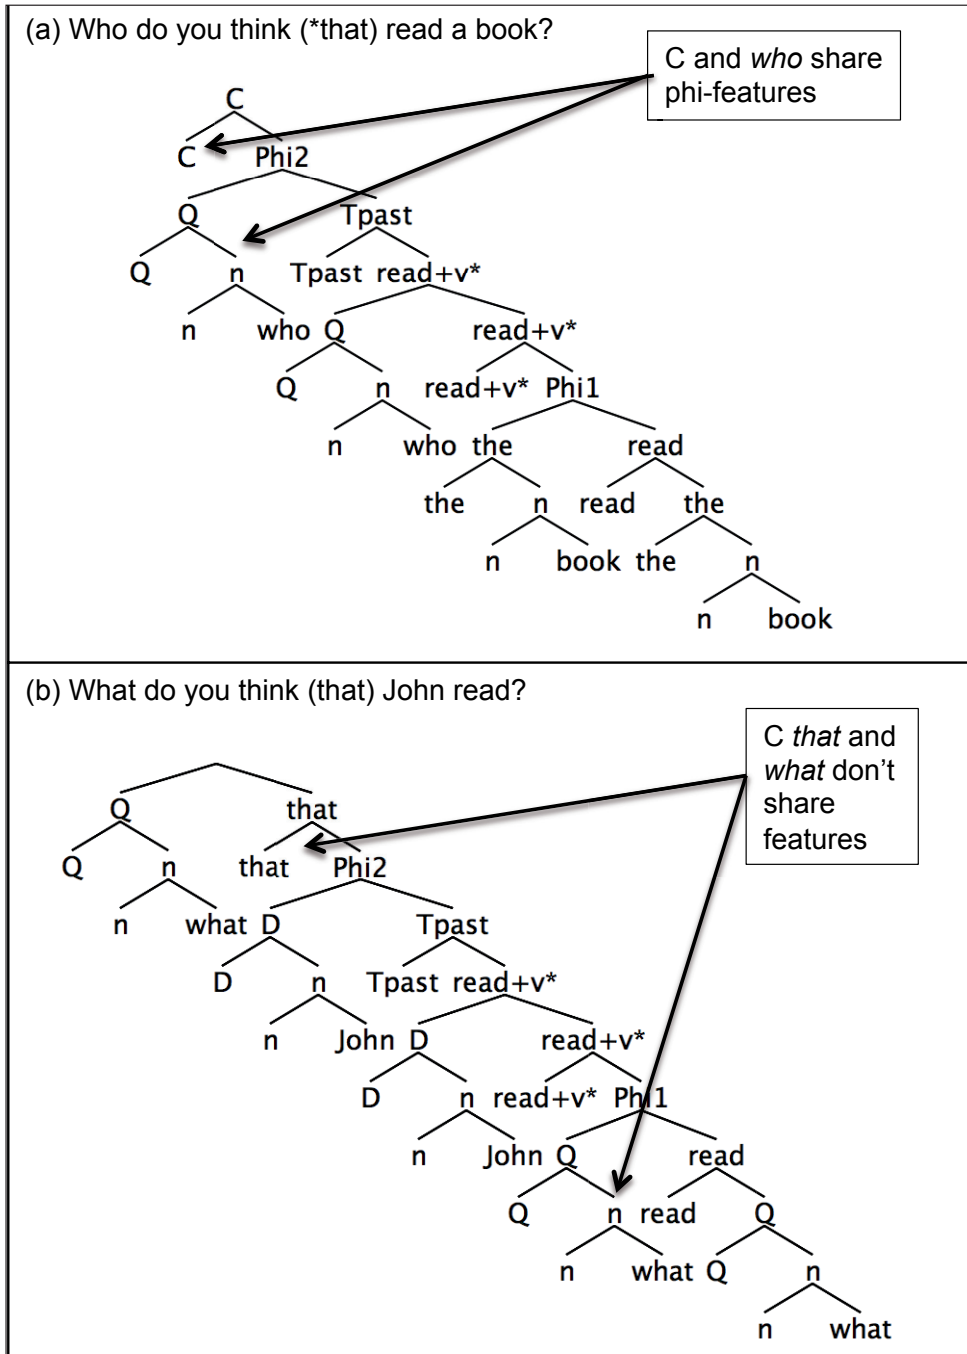 (a) Who do you think (*that) read a book?
C and who share
phi-features
C
C Phi2
Q Tpast
Q n Tpast read+v*
n who Q read+v*
Q n read+v* Phi1
n who the read
the n read the
n book the n
n book
(b) What do you think (that) John read?
C that and
what don't
share
features
Q that
Q n that Phi2
n what D Tpast
D n Tpast read+v*
n John D read+v*
D n read+v* Phi1
n John Q read
Q n read Q
n what Q n
n what